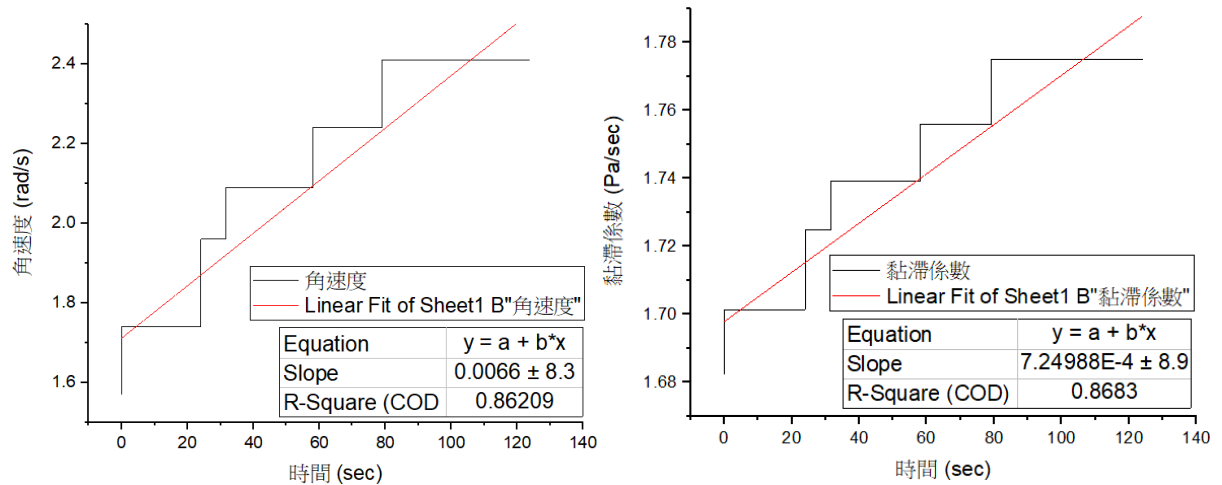 2.4
2.2
2.0
1.8
1.6
角速度 (rad/s)
角速度
Linear Fit of Sheet1 B"角速度"
Equation y = a + b*x
Slope 0.0066 ± 8.3
R-Square (COD 0.86209
0 20 40 60 80 100 120 140
時間 (sec)
1.78
1.76
1.74
1.72
1.70
1.68
黏滯係數 (Pa/sec)
黏滯係數
Linear Fit of Sheet1 B"黏滯係數"
Equation y = a + b*x
Slope 7.24988E-4 ± 8.9
R-Square (COD) 0.8683
0 20 40 60 80 100 120 140
時間 (sec)